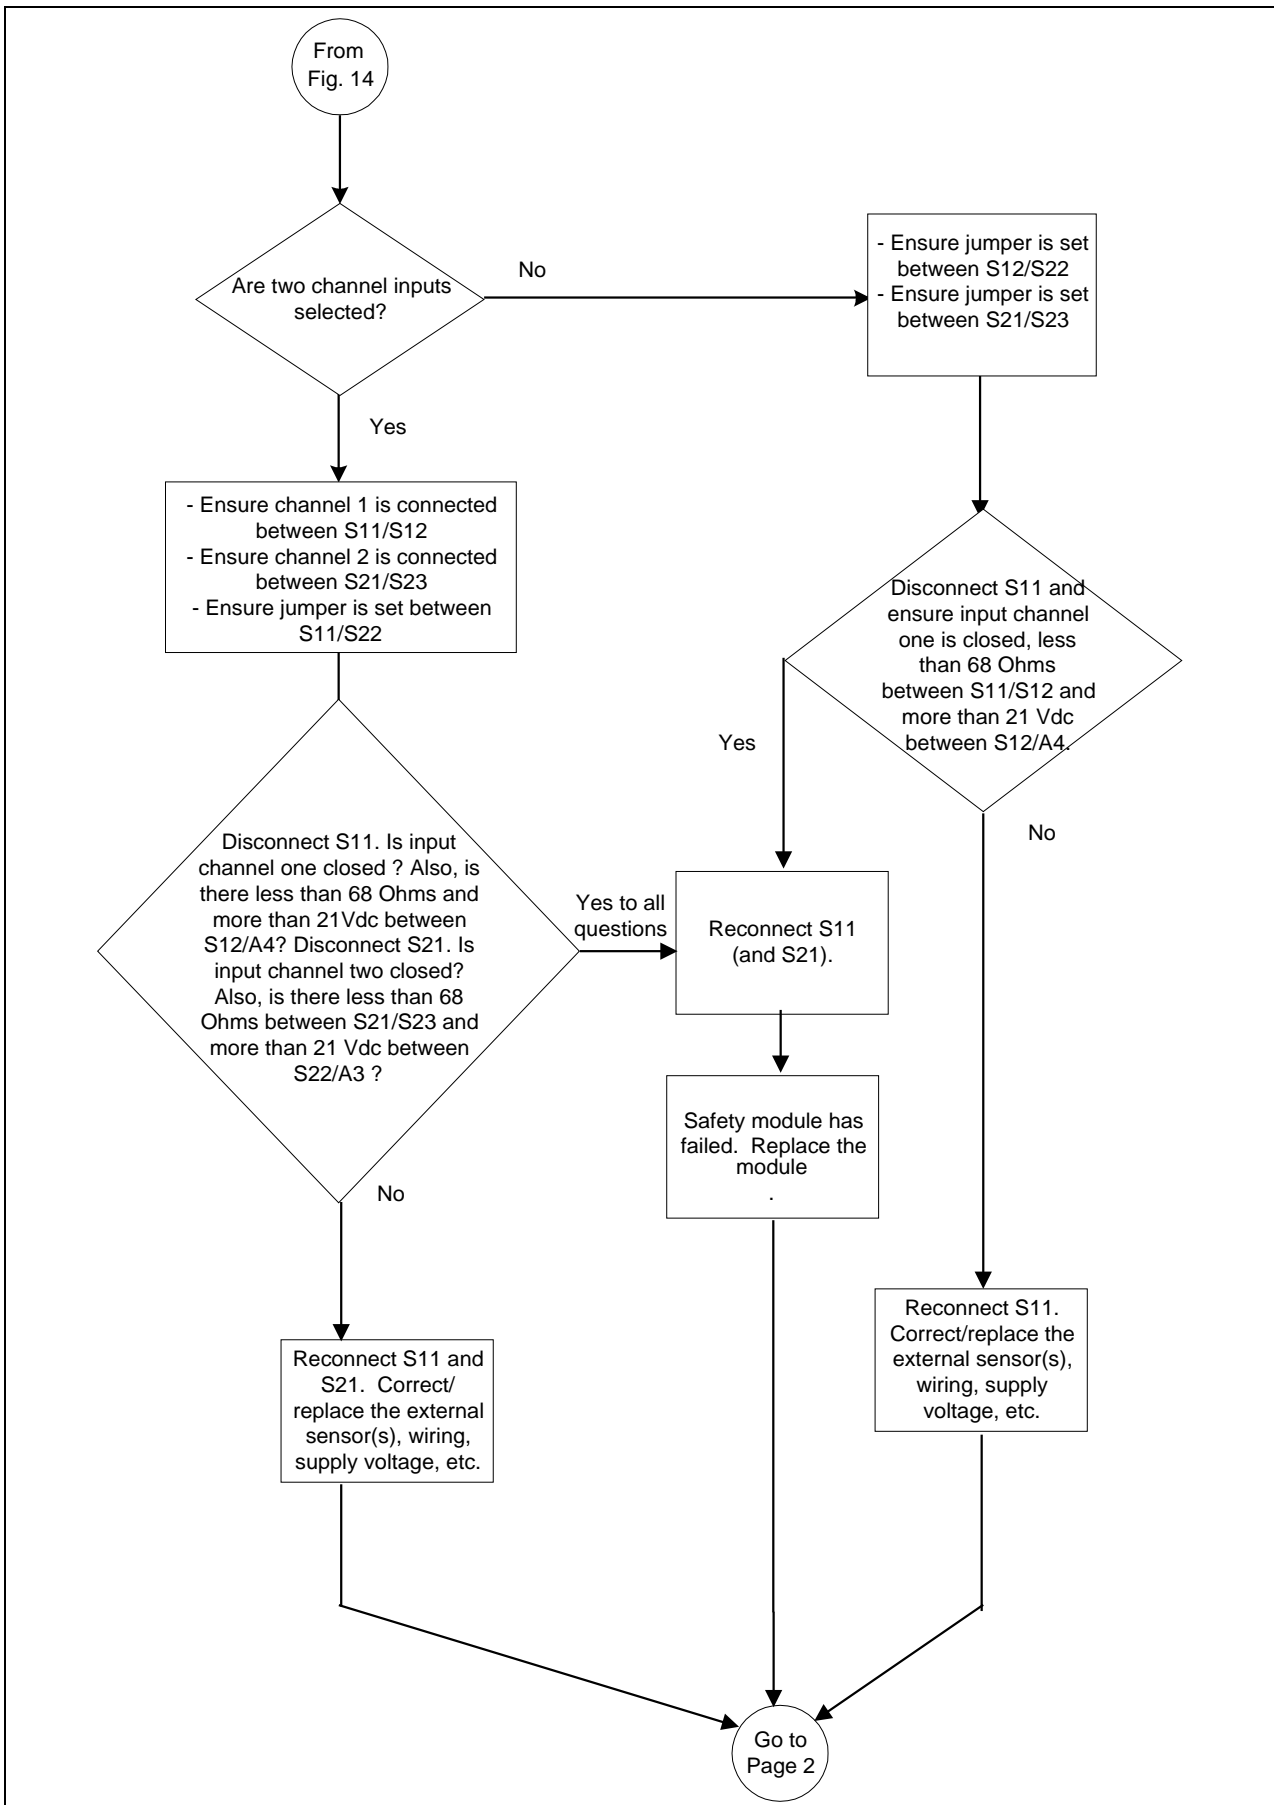 From
Fig. 14
Are two channel inputs
selected?
No
- Ensure jumper is set
between S12/S22
- Ensure jumper is set
between S21/S23
Yes
- Ensure channel 1 is connected
between S11/S12
- Ensure channel 2 is connected
between S21/S23
- Ensure jumper is set between
S11/S22
Disconnect S11 and
ensure input channel
one is closed, less
than 68 Ohms
between S11/S12 and
more than 21 Vdc
between S12/A4.
Yes
No
Disconnect S11. Is input
channel one closed ? Also, is
there less than 68 Ohms and
more than 21Vdc between
S12/A4? Disconnect S21. Is
input channel two closed?
Also, is there less than 68
Ohms between S21/S23 and
more than 21 Vdc between
S22/A3 ?
Yes to all
questions
Reconnect S11
(and S21).
Safety module has
failed.  Replace the
module
.
No
Reconnect S11 and
S21.  Correct/
replace the external
sensor(s), wiring,
supply voltage, etc.
Reconnect S11.
Correct/replace the
external sensor(s),
wiring, supply
voltage, etc.
Go to
Page 2